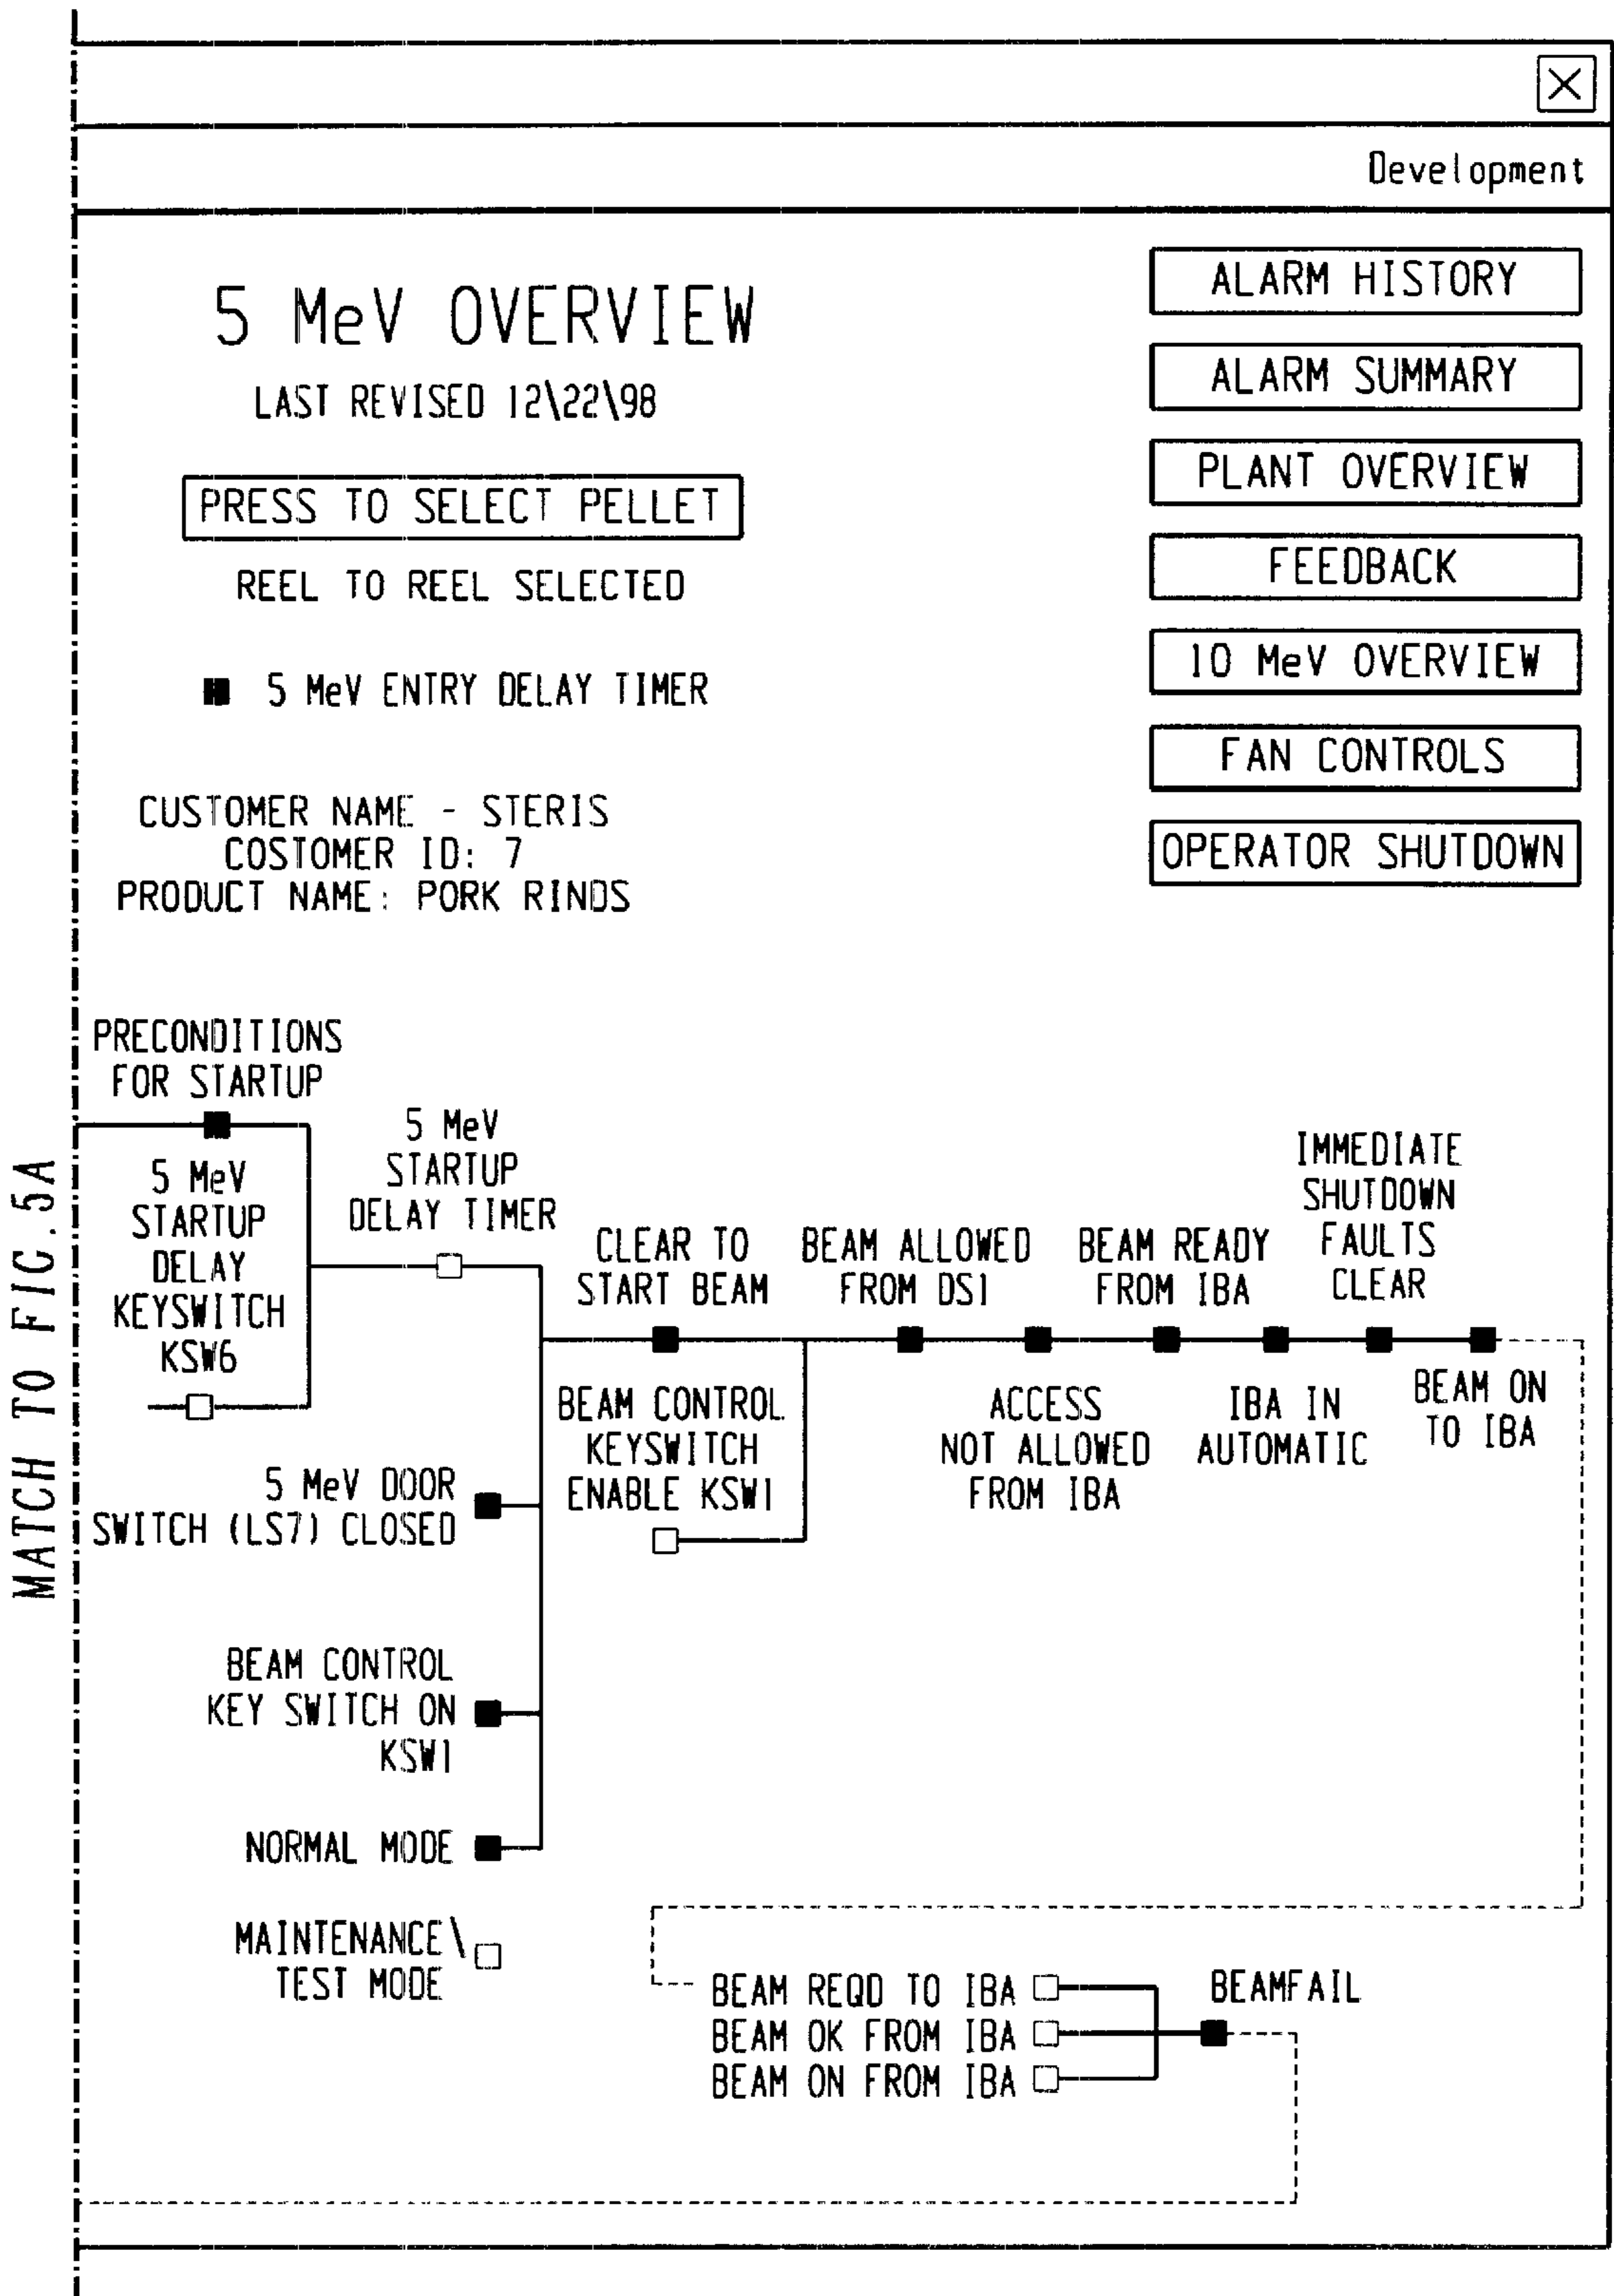 Development
5 MeV OVERVIEW
LAST REVISED 12\22\98
PRESS TO SELECT PELLET
REEL TO REEL SELECTED
5 MeV ENTRY DELAY TIMER
CUSTOMER NAME - STERIS
COSTOMER ID: 7
PRODUCT NAME: PORK RINDS
ALARM HISTORY
ALARM SUMMARY
PLANT OVERVIEW
FEEDBACK
10 MeV OVERVIEW
FAN CONTROLS
OPERATOR SHUTDOWN
MATCH TO FIG.5A
PRECONDITIONS
FOR STARTUP
5 MeV
STARTUP
DELAY
KEYSWITCH
KSW6
5 MeV
STARTUP
DELAY TIMER
5 MeV DOOR
SWITCH (LS7) CLOSED
BEAM CONTROL
KEY SWITCH ON
KSW1
NORMAL MODE
MAINTENANCE\
TEST MODE
CLEAR TO
START BEAM
BEAM CONTROL
KEYSWITCH
ENABLE KSW1
BEAM ALLOWED
FROM DS1
ACCESS
NOT ALLOWED
FROM IBA
BEAM READY
FROM IBA
IBA IN
AUTOMATIC
IMMEDIATE
SHUTDOWN
FAULTS
CLEAR
BEAM ON
TO IBA
BEAM REQD TO IBA
BEAM OK FROM IBA
BEAM ON FROM IBA
BEAMFAIL